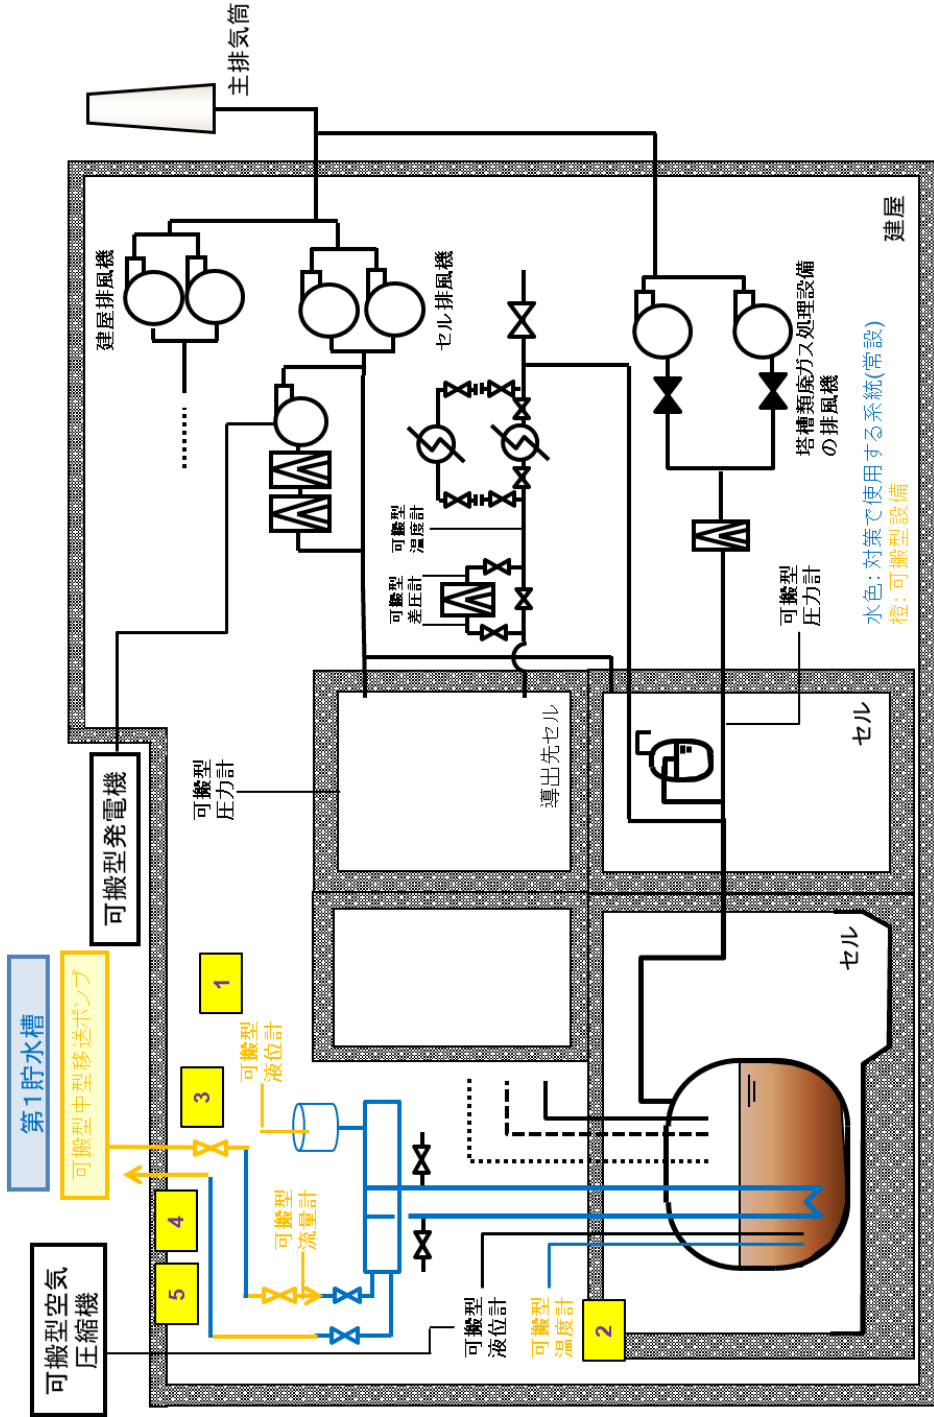 主排気筒
建屋排風機
セル排風機
塔槽類廃ガス処理設備
の排風機
建屋
水色: 対策で使用する系統(常設)
橙: 可搬型設備
可搬型
温度計
可搬型
差圧計
可搬型
圧力計
可搬型発電機
可搬型
圧力計
導出先セル
セル
セル
第1貯水槽
可搬型中型移送ポンプ
1
3
4
5
2
可搬型
液位計
可搬型
流量計
可搬型空気
圧縮機
可搬型
液位計
可搬型
温度計